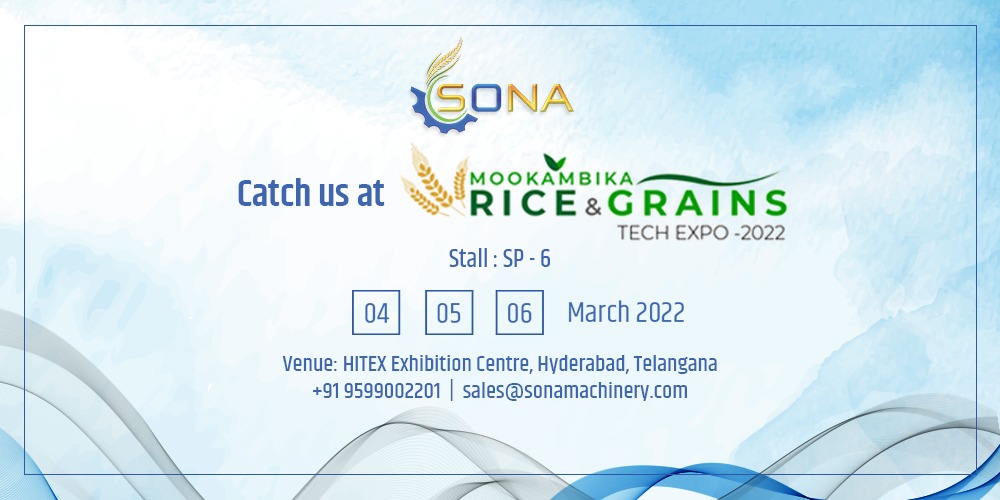 SONA
Catch us at
MOOKAMBIKA
RICE & GRAINS
TECH EXPO -2022
Stall : SP - 6
04 05 06 March 2022
Venue: HITEX Exhibition Centre, Hyderabad, Telangana
+91 9599002201 | sales@sonamachinery.com